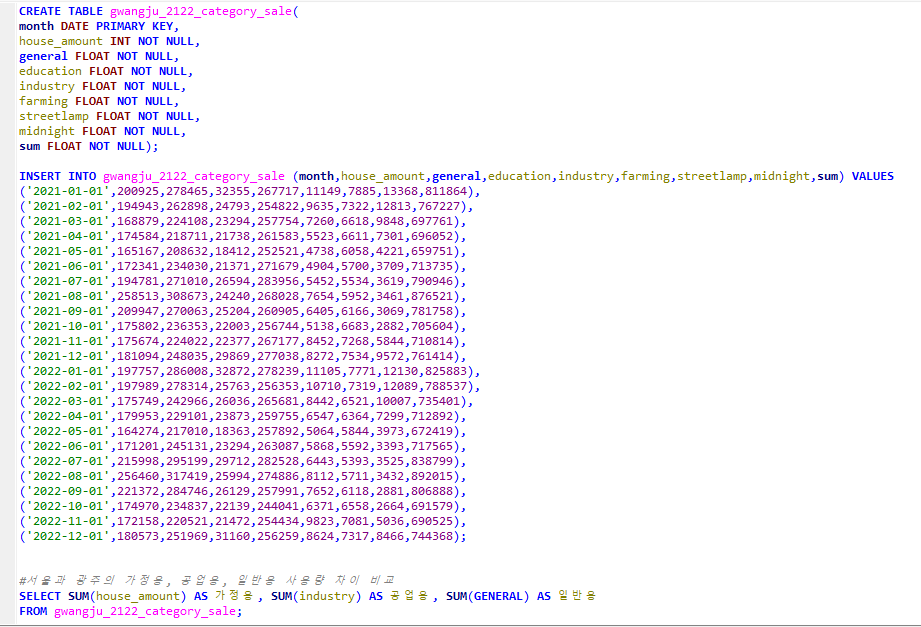 CREATE TABLE gwangju_2122_category_sale(
month DATE PRIMARY KEY,
house_amount INT NOT NULL,
general FLOAT NOT NULL,
education FLOAT NOT NULL,
industry FLOAT NOT NULL,
farming FLOAT NOT NULL,
streetlamp FLOAT NOT NULL,
midnight FLOAT NOT NULL,
sum FLOAT NOT NULL);
INSERT INTO gwangju_2122_category_sale (month,house_amount,general,education,industry,farming,streetlamp,midnight,sum) VALUES
('2021-01-01',200925,278465,32355,267717,11149,7885,13368,811864),
('2021-02-01',194943,262898,24793,254822,9635,7322,12813,767227),
('2021-03-01',168879,224108,23294,257754,7260,6618,9848,697761),
('2021-04-01',174584,218711,21738,261583,5523,6611,7301,696052),
('2021-05-01',165167,208632,18412,252521,4738,6058,4221,659751),
('2021-06-01',172341,234030,21371,271679,4904,5700,3709,713735),
('2021-07-01',194781,271010,26594,283956,5452,5534,3619,790946),
('2021-08-01',258513,308673,24240,268028,7654,5952,3461,876521),
('2021-09-01',209947,270063,25204,260905,6405,6166,3069,781758),
('2021-10-01',175802,236353,22003,256744,5138,6683,2882,705604),
('2021-11-01',175674,224022,22377,267177,8452,7268,5844,710814),
('2021-12-01',181094,248035,29869,277038,8272,7534,9572,761414),
('2022-01-01',197757,286008,32872,278239,11105,7771,12130,825883),
('2022-02-01',197989,278314,25763,256353,10710,7319,12089,788537),
('2022-03-01',175749,242966,26036,265681,8442,6521,10007,735401),
('2022-04-01',179953,229101,23873,259755,6547,6364,7299,712892),
('2022-05-01',164274,217010,18363,257892,5064,5844,3973,672419),
('2022-06-01',171201,245131,23294,263087,5868,5592,3393,717565),
('2022-07-01',215998,295199,29712,282528,6443,5393,3525,838799),
('2022-08-01',256460,317419,25994,274886,8112,5711,3432,892015),
('2022-09-01',221372,284746,26129,257991,7652,6118,2881,806888),
('2022-10-01',174970,234837,22139,244041,6371,6558,2664,691579),
('2022-11-01',172158,220521,21472,254434,9823,7081,5036,690525),
('2022-12-01',180573,251969,31160,256259,8624,7317,8466,744368);
#서울과 광주의 가정용, 공업용, 일반용 사용량 차이 비교
SELECT SUM(house_amount) AS 가정용, SUM(industry) AS 공업용, SUM(GENERAL) AS 일반용
FROM gwangju_2122_category_sale;